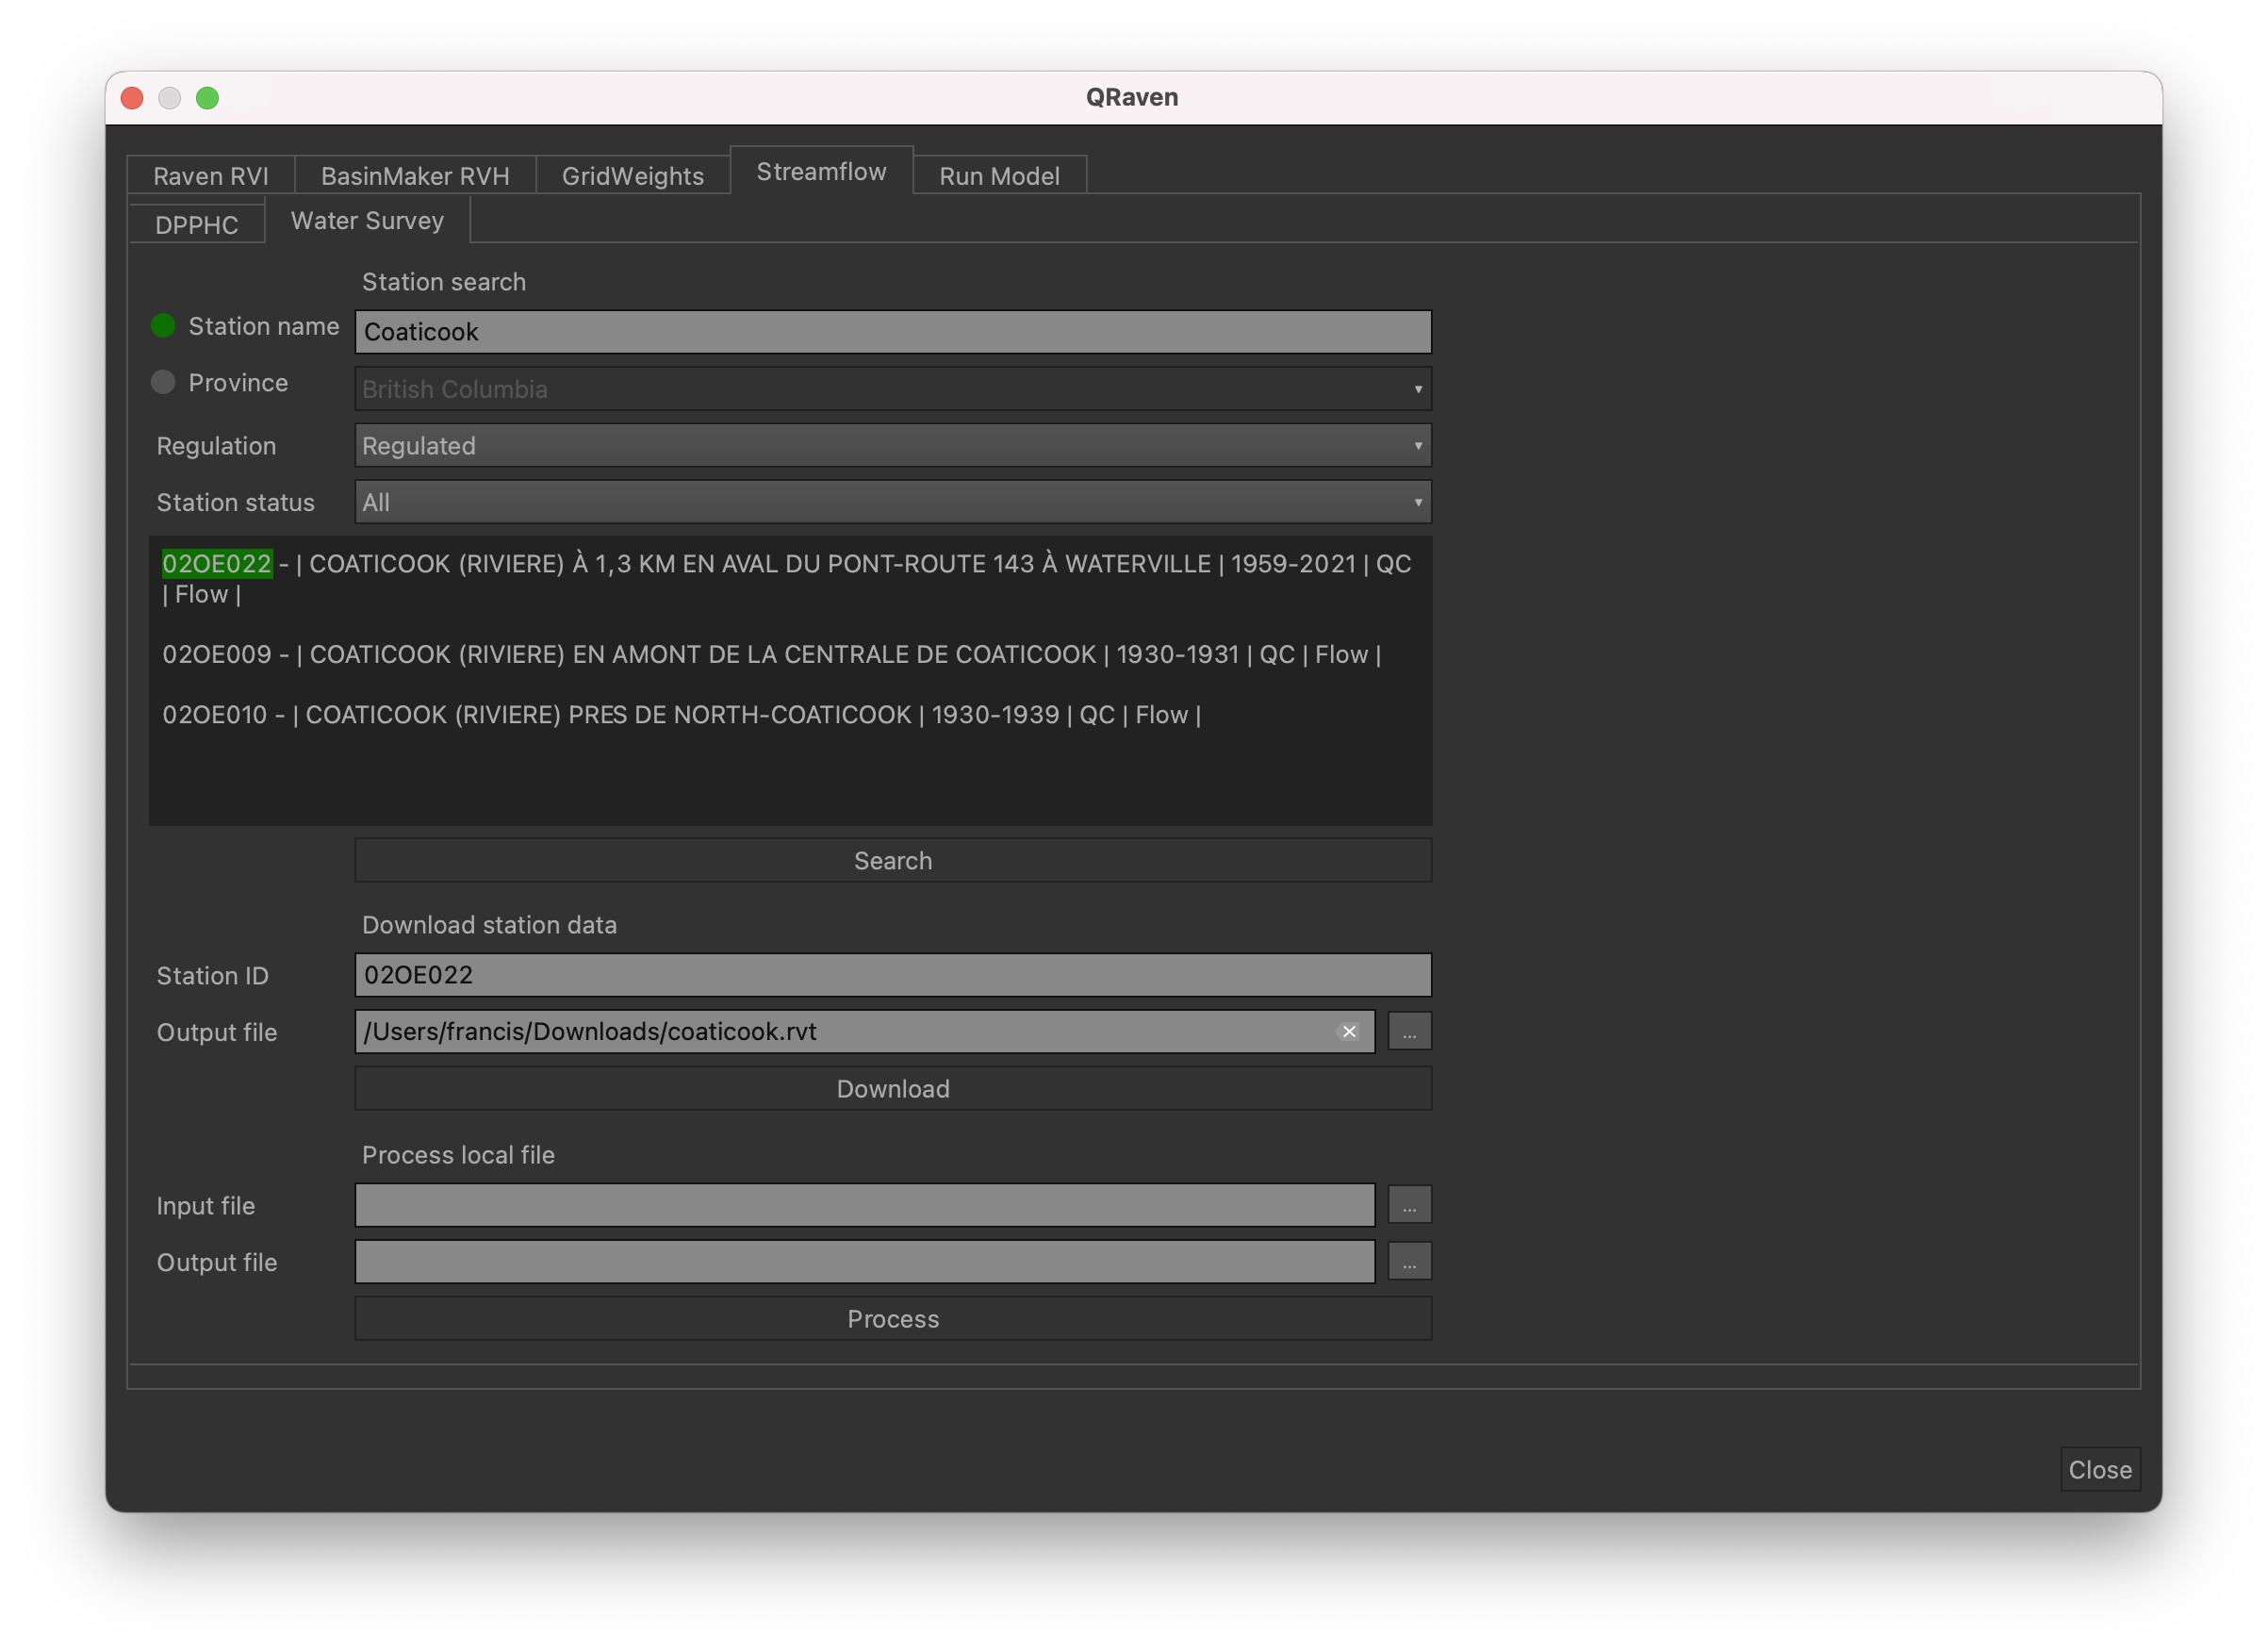 QRaven
Raven RVI
BasinMaker RVH
GridWeights
Streamflow
Run Model
DPPHC
Water Survey
Station search
Station name
Coaticook
Province
British Columbia
Regulation
Regulated
Station status
All
02OE022 - | COATICOOK (RIVIERE) À 1,3 KM EN AVAL DU PONT-ROUTE 143 À WATERVILLE | 1959-2021 | QC
| Flow |
02OE009 - | COATICOOK (RIVIERE) EN AMONT DE LA CENTRALE DE COATICOOK | 1930-1931 | QC | Flow |
02OE010 - | COATICOOK (RIVIERE) PRES DE NORTH-COATICOOK | 1930-1939 | QC | Flow |
Search
Download station data
Station ID
02OE022
Output file
/Users/francis/Downloads/coaticook.rvt
...
Download
Process local file
Input file
...
Output file
...
Process
Close